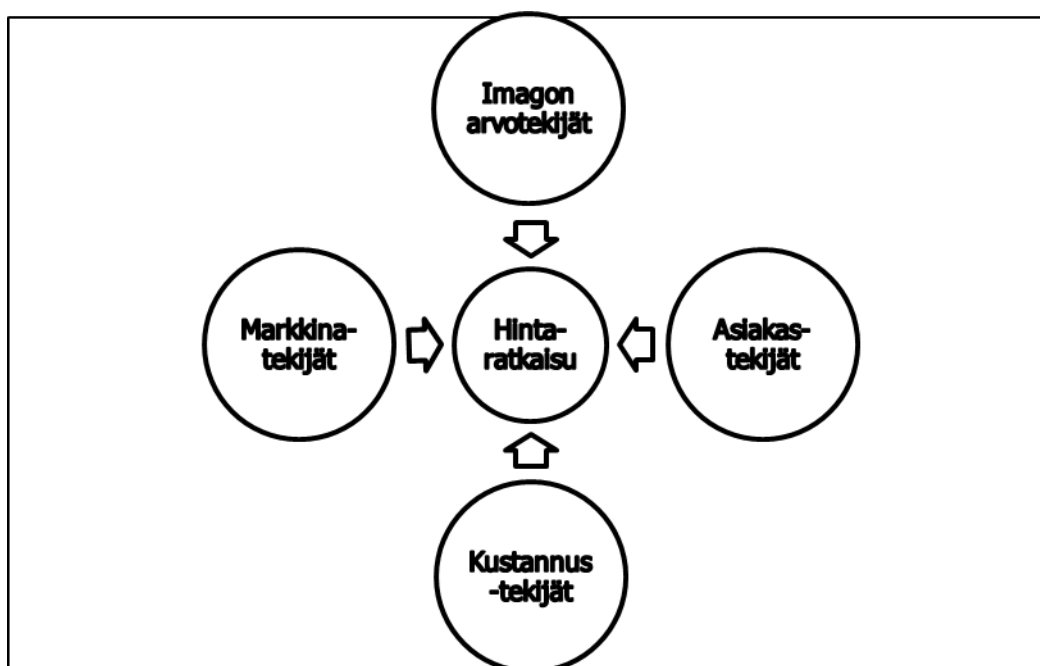 Imagon
arvotekijät
Markkina-
tekijät
Hinta-
ratkaisu
Asiakas-
tekijät
Kustannus
-tekijät